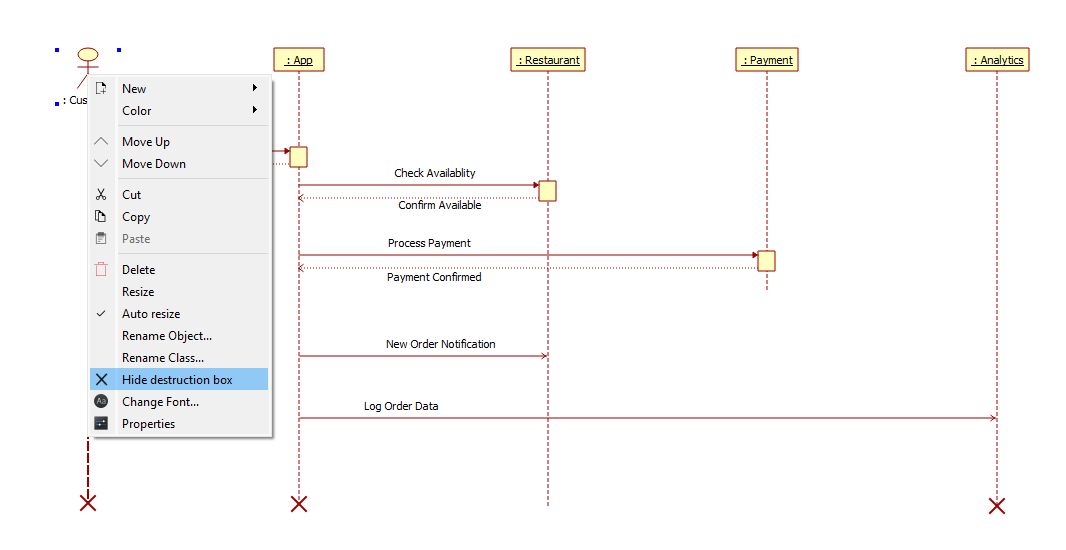 : App
: Restaurant
: Payment
: Analytics
: Cus
New
Color
Move Up
Move Down
Cut
Copy
Paste
Delete
Resize
Auto resize
Rename Object...
Rename Class...
Hide destruction box
Change Font...
Properties
Check Availablity
Confirm Available
Process Payment
Payment Confirmed
New Order Notification
Log Order Data